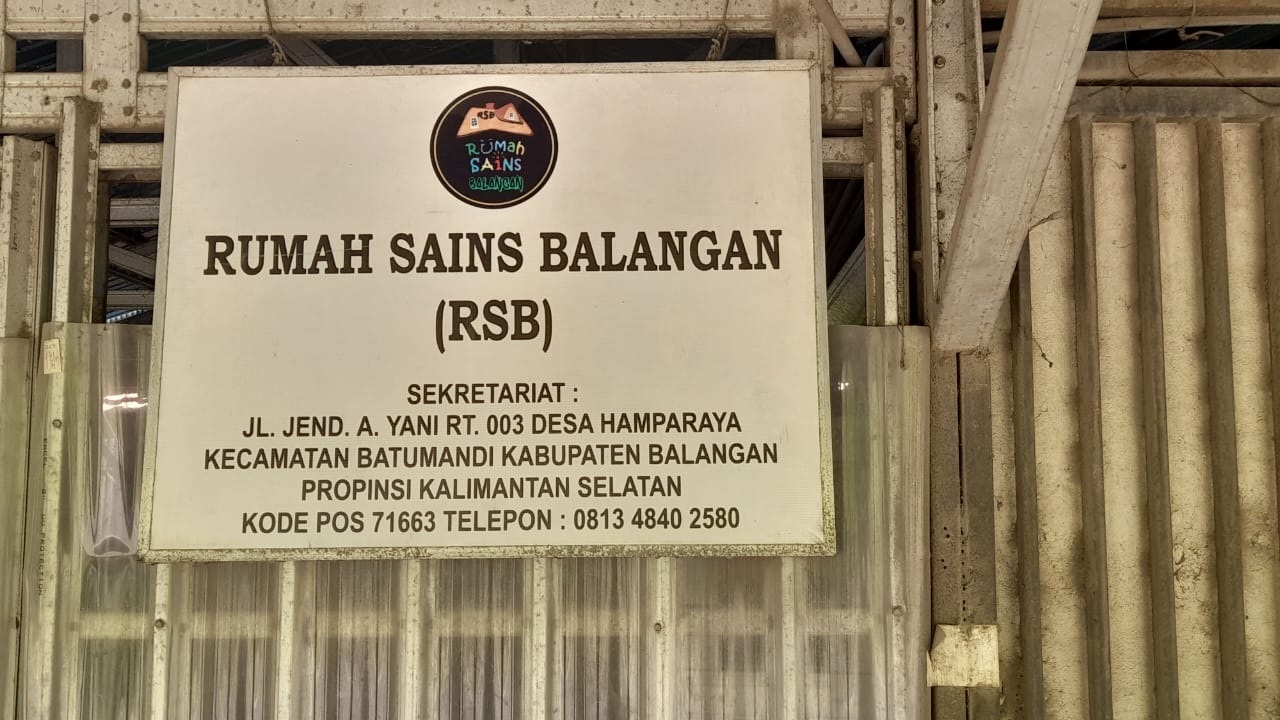 RSB
RUMAH
SAINS
BALANGAN
RUMAH SAINS BALANGAN
(RSB)
SEKRETARIAT :
JL. JEND. A. YANI RT. 003 DESA HAMPARAYA
KECAMATAN BATUMANDI KABUPATEN BALANGAN
PROPINSI KALIMANTAN SELATAN
KODE POS 71663 TELEPON : 0813 4840 2580